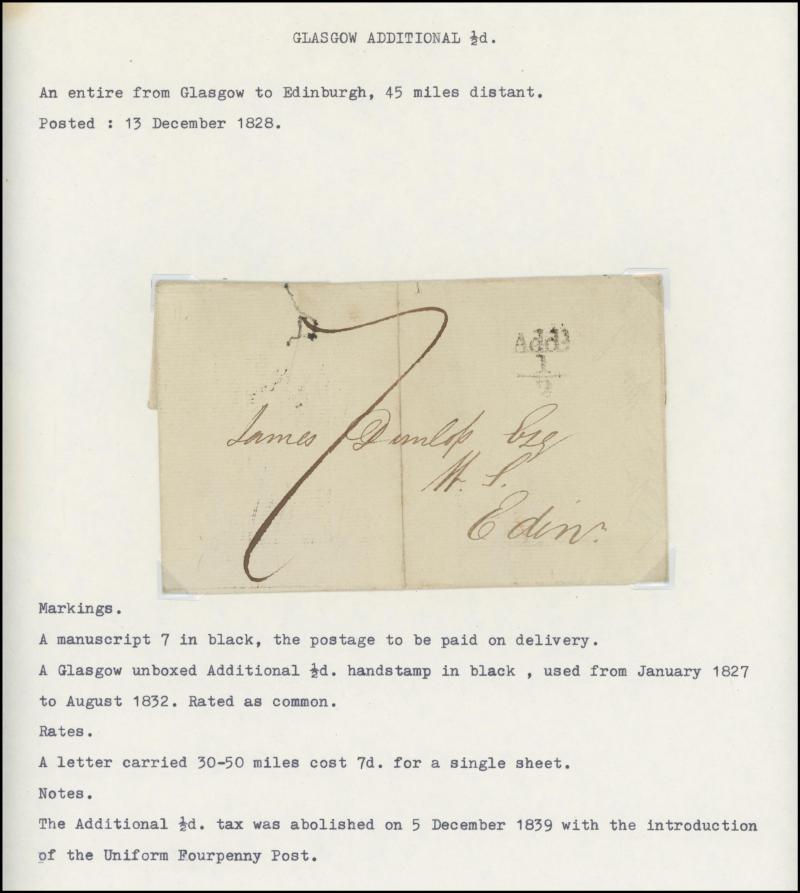 GLASGOW ADDITIONAL ½d.
An entire from Glasgow to Edinburgh, 45 miles distant.
Posted : 13 December 1828.
7
Addl
1
2
James Dunlop Esq
W. S.
Edinr.
Markings.
A manuscript 7 in black, the postage to be paid on delivery.
A Glasgow unboxed Additional ½d. handstamp in black , used from January 1827
to August 1832. Rated as common.
Rates.
A letter carried 30-50 miles cost 7d. for a single sheet.
Notes.
The Additional ½d. tax was abolished on 5 December 1839 with the introduction
of the Uniform Fourpenny Post.